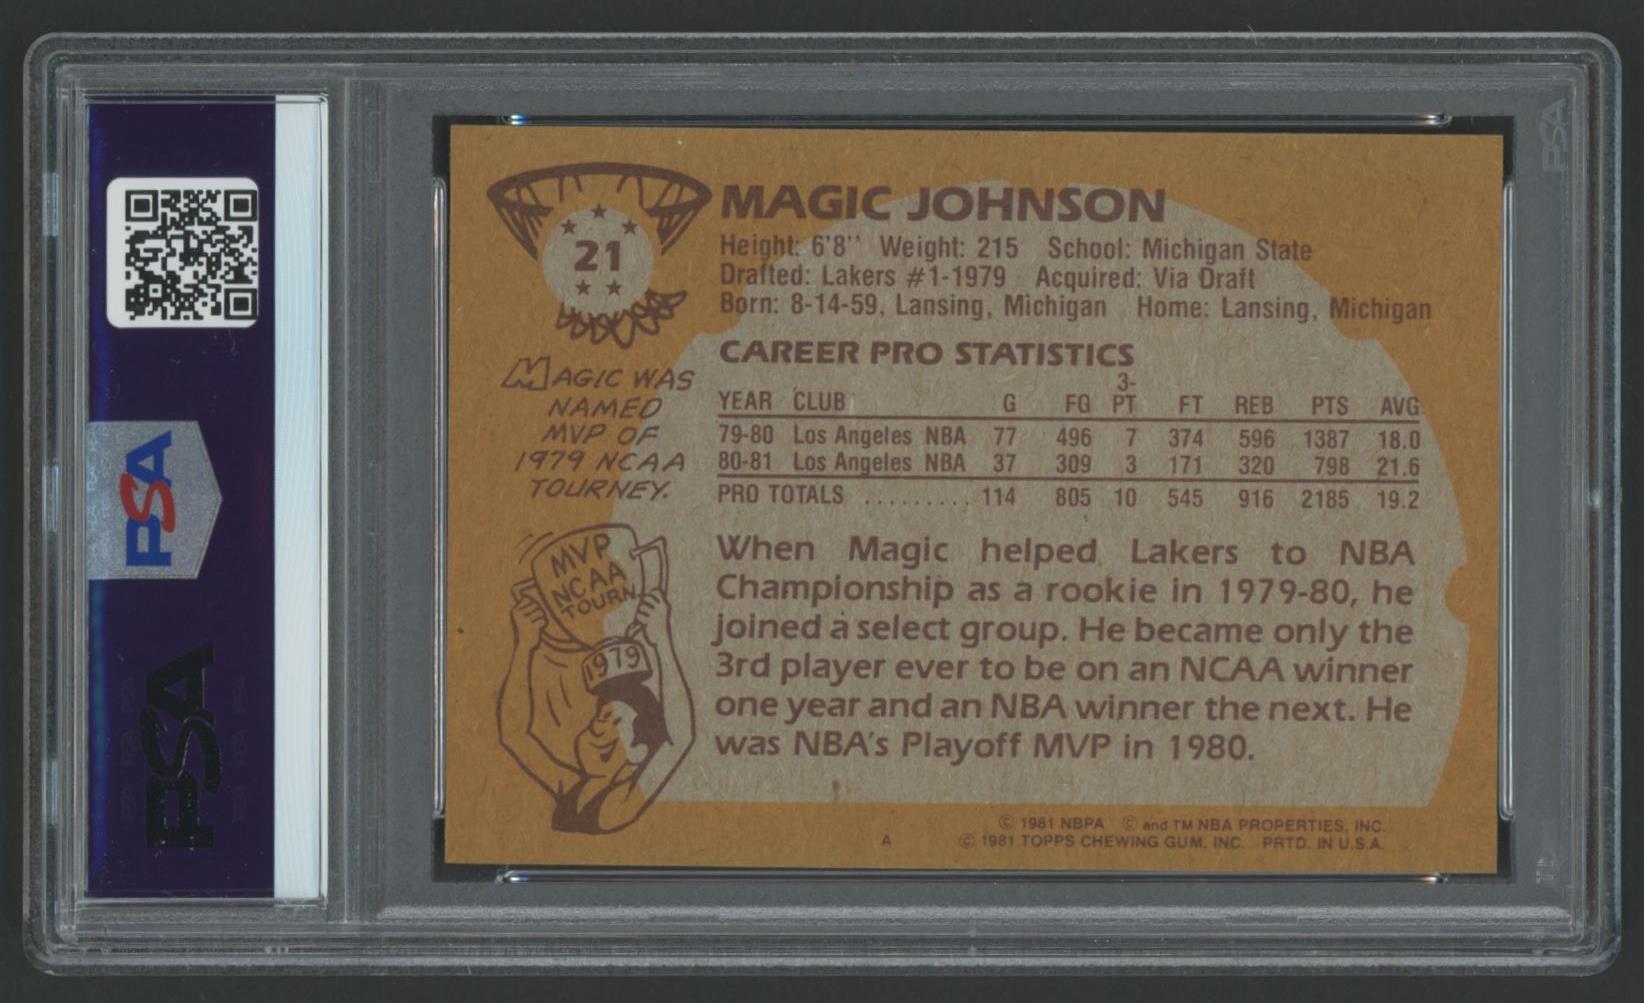 PSA
PSA
PSA
21
MAGIC JOHNSON
Height: 6'8'' Weight: 215 School: Michigan State
Drafted: Lakers #1-1979 Acquired: Via Draft
Born: 8-14-59, Lansing, Michigan Home: Lansing, Michigan
MAGIC WAS
NAMED
MVP OF
1979 NCAA
TOURNEY.
MVP
NCAA
TOURN.
1979
CAREER PRO STATISTICS
YEAR CLUB G FG 3-PT FT REB PTS AVG
79-80 Los Angeles NBA 77 496 7 374 596 1387 18.0
80-81 Los Angeles NBA 37 309 3 171 320 798 21.6
PRO TOTALS ......... 114 805 10 545 916 2185 19.2
When Magic helped Lakers to NBA
Championship as a rookie in 1979-80, he
joined a select group. He became only the
3rd player ever to be on an NCAA winner
one year and an NBA winner the next. He
was NBA's Playoff MVP in 1980.
© 1981 NBPA © and TM NBA PROPERTIES, INC.
A © 1981 TOPPS CHEWING GUM, INC. PRTD. IN U.S.A.